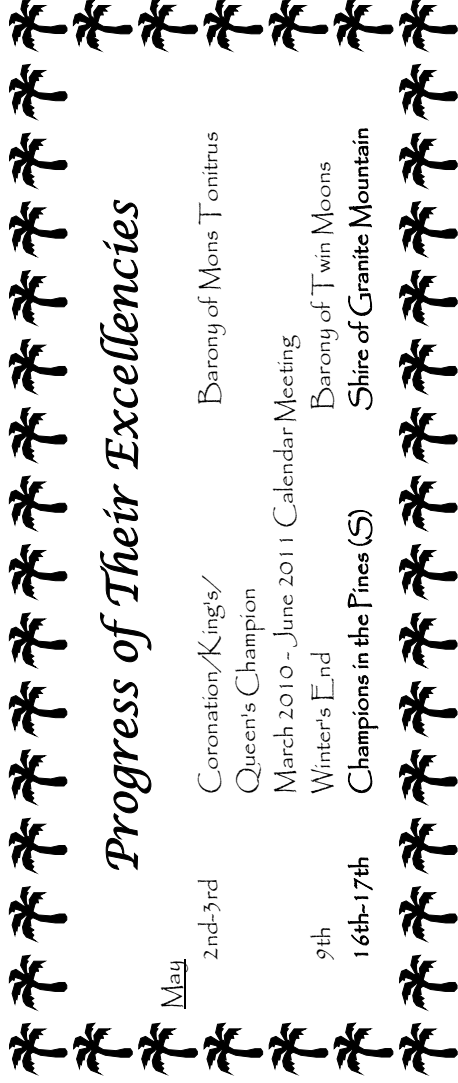 Progress of Their Excellencies
May
2nd-3rd Coronation/King's/ Barony of Mons Tonitrus
Queen's Champion
March 2010 - June 2011 Calendar Meeting
9th Winter's End Barony of Twin Moons
16th-17th Champions in the Pines (S) Shire of Granite Mountain